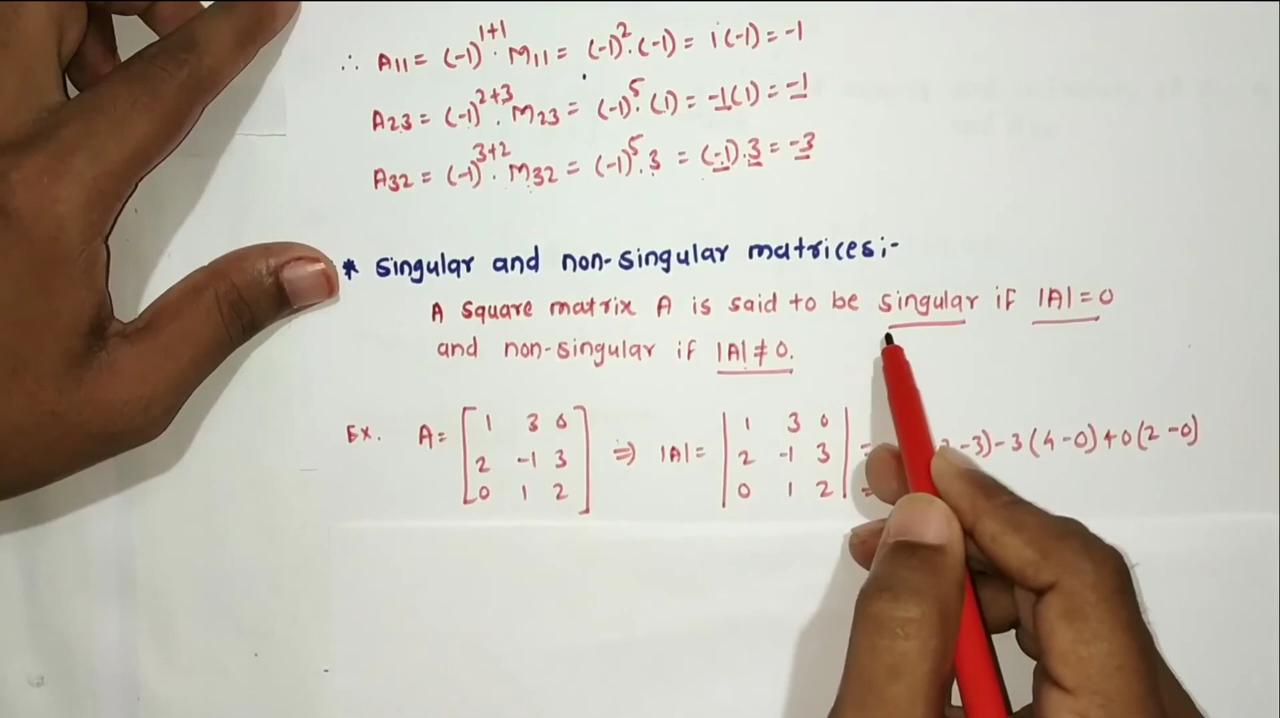 ∴ A11 = (-1)^1+1 . M11 = (-1)^2 . (-1) = 1(-1) = -1
A23 = (-1)^2+3 . M23 = (-1)^5 . (1) = -1(1) = -1
A32 = (-1)^3+2 . M32 = (-1)^5 . 3 = (-1).3 = -3
* Singular and non-singular matrices:-
A square matrix A is said to be singular if |A| = 0
and non-singular if |A| ≠ 0.
Ex. A = [1 3 0 ⇒ |A| = |1 3 0| = -3) -3(4-0)+0(2-0)
2 -1 3 2 -1 3
0 1 2] 0 1 2 =